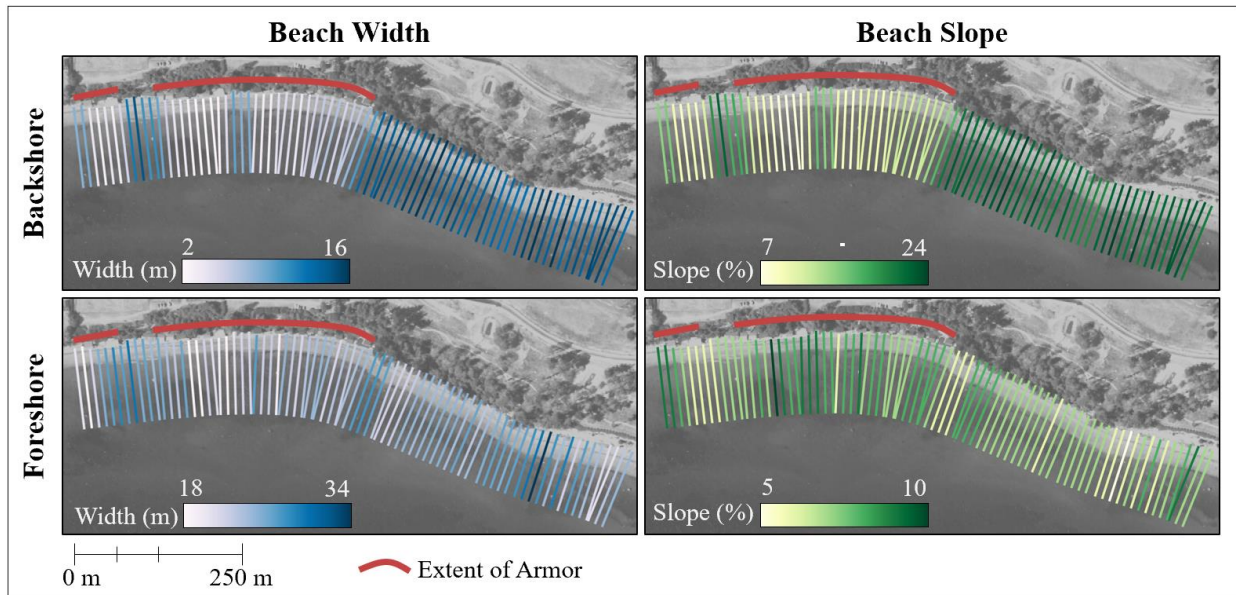 Beach Width
Beach Slope
Backshore
2 16
Width (m)
7 - 24
Slope (%)
Foreshore
18 34
Width (m)
5 10
Slope (%)
0 m 250 m
Extent of Armor